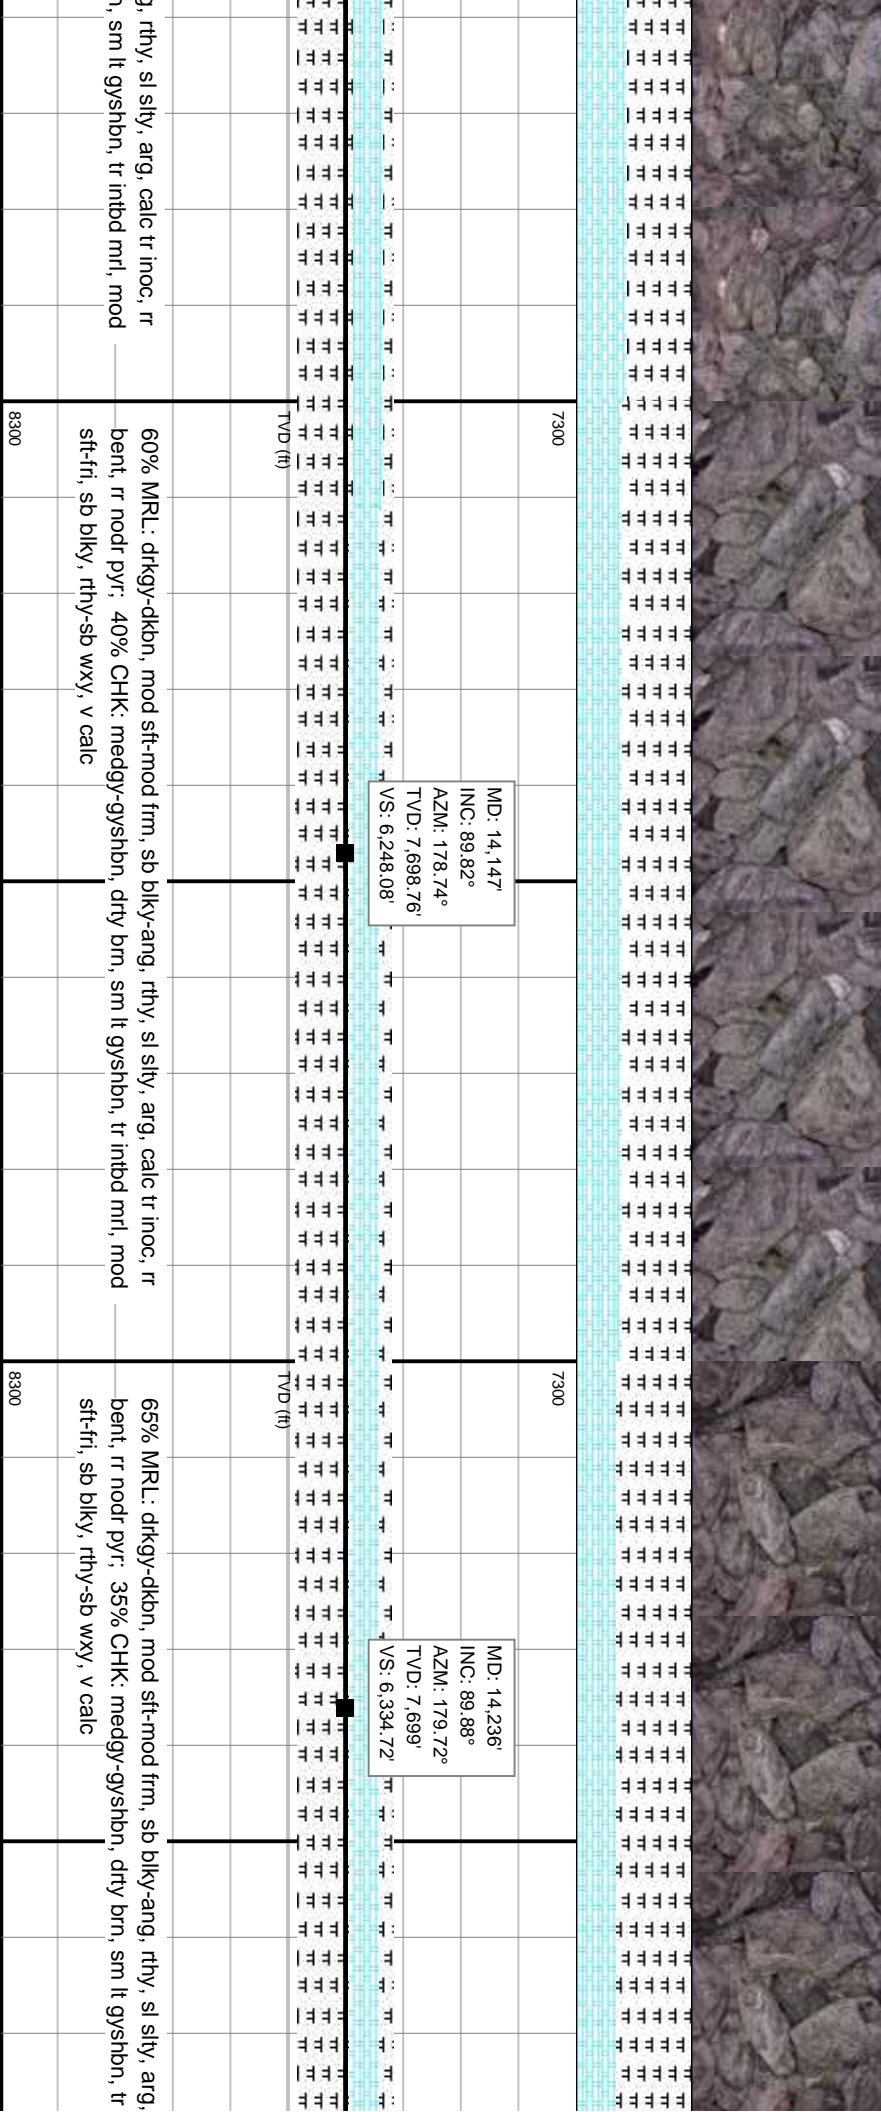 g, rthy, sl slty, arg, calc tr inoc, rr
n, sm lt gyshbn, tr intbd mrl, mod
7300
TVD (ft)
8300
60% MRL: drkgy-dkbn, mod sft-mod frm, sb blky-ang, rthy, sl slty, arg, calc tr inoc, rr
bent, rr nodr pyr; 40% CHK: medgy-gyshbn, drty brn, sm lt gyshbn, tr intbd mrl, mod
sft-fri, sb blky, rthy-sb wxy, v calc
MD: 14,147'
INC: 89.82°
AZM: 178.74°
TVD: 7,698.76'
VS: 6,248.08'
7300
TVD (ft)
8300
65% MRL: drkgy-dkbn, mod sft-mod frm, sb blky-ang, rthy, sl slty, arg,
bent, rr nodr pyr; 35% CHK: medgy-gyshbn, drty brn, sm lt gyshbn, tr
sft-fri, sb blky, rthy-sb wxy, v calc
MD: 14,236'
INC: 89.88°
AZM: 179.72°
TVD: 7,699'
VS: 6,334.72'